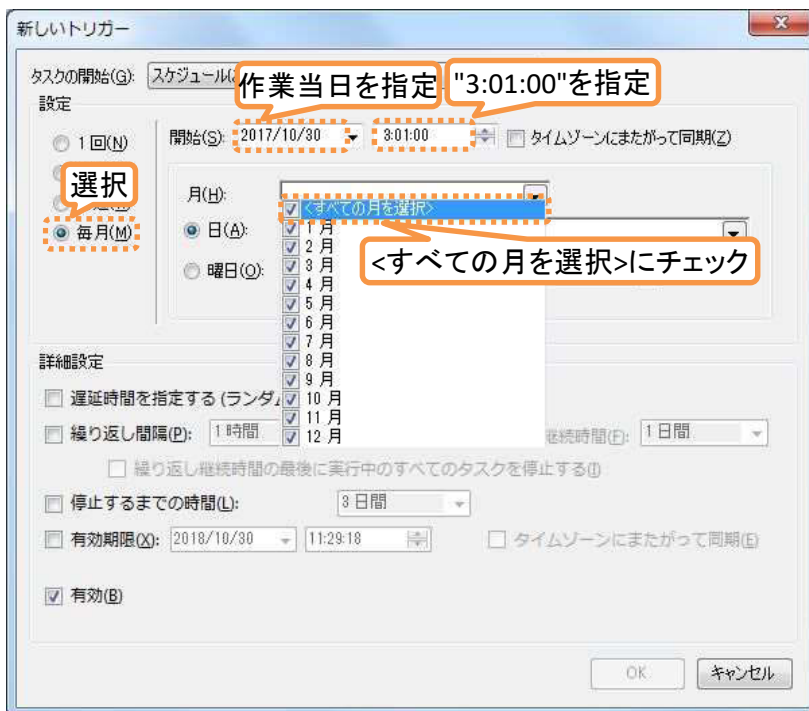 新しいトリガー
タスクの開始(G): スケジュール(
作業当日を指定 "3:01:00"を指定
設定
1回(N) 開始(S): 2017/10/30 3:01:00 タイムゾーンにまたがって同期(Z)
選択
毎月(M)
月(H):
<すべての月を選択>
日(A): 1月
2月
曜日(O): 3月
<すべての月を選択>にチェック
4月
5月
6月
7月
8月
9月
10月
11月
12月
詳細設定
遅延時間を指定する(ランダム
繰り返し間隔(P): 1時間 継続時間(F): 1日間
繰り返し継続時間の最後に実行中のすべてのタスクを停止する(I)
停止するまでの時間(L): 3日間
有効期限(X): 2018/10/30 11:29:18 タイムゾーンにまたがって同期(E)
有効(B)
OK キャンセル